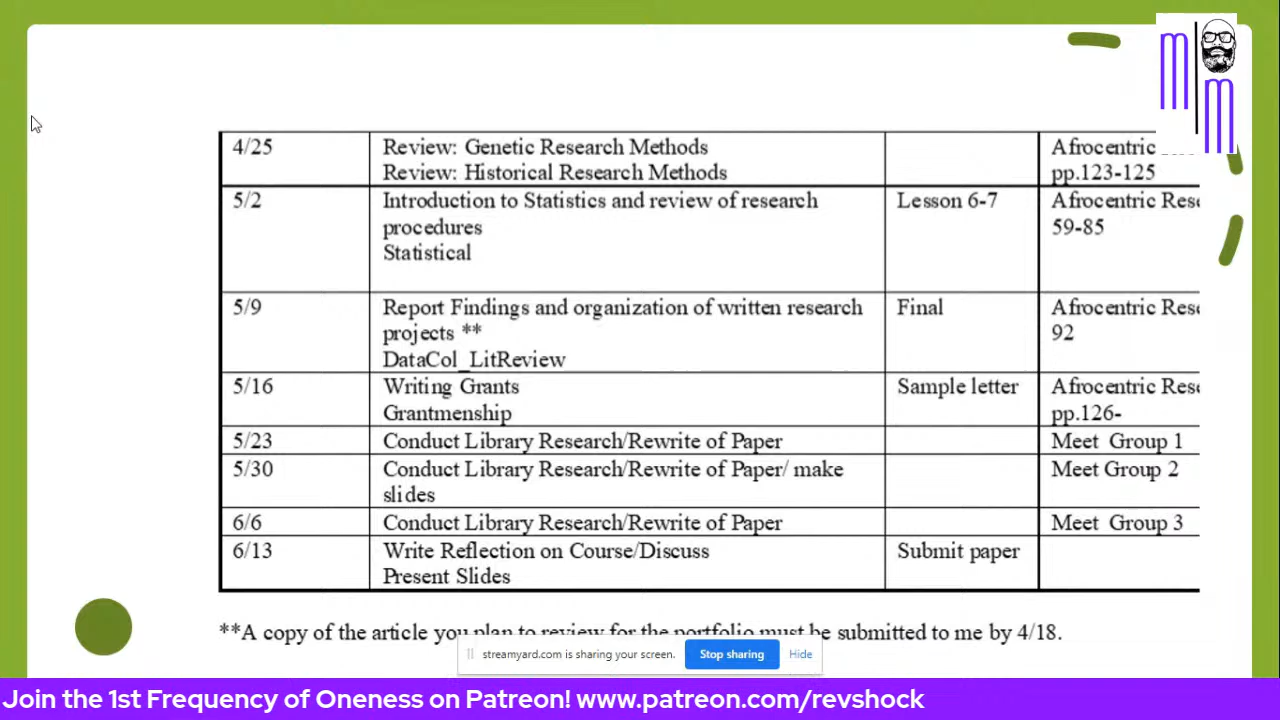 4/25 Review: Genetic Research Methods Afrocentric
Review: Historical Research Methods pp.123-125
5/2 Introduction to Statistics and review of research Lesson 6-7 Afrocentric
procedures 59-85
Statistical
5/9 Report Findings and organization of written research Final Afrocentric
projects ** 92
DataCol_LitReview
5/16 Writing Grants Sample letter Afrocentric
Grantmenship pp.126-
5/23 Conduct Library Research/Rewrite of Paper Meet Group 1
5/30 Conduct Library Research/Rewrite of Paper/ make Meet Group 2
slides
6/6 Conduct Library Research/Rewrite of Paper Meet Group 3
6/13 Write Reflection on Course/Discuss Submit paper
Present Slides
**A copy of the article you plan to review for the portfolio must be submitted to me by 4/18.
streamyard.com is sharing your screen. Stop sharing Hide
Join the 1st Frequency of Oneness on Patreon! www.patreon.com/revshock
m m